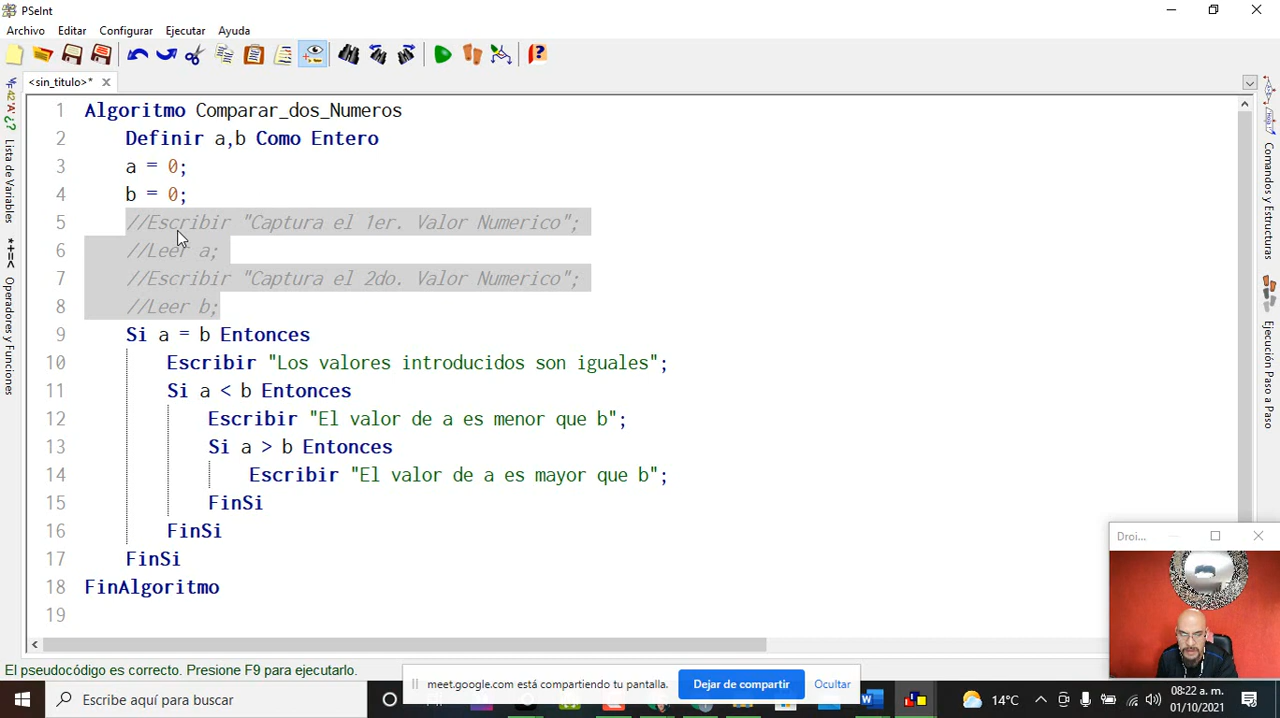 PSeInt
Archivo Editar Configurar Ejecutar Ayuda
<sin_titulo>*
1 Algoritmo Comparar_dos_Numeros
2 Definir a,b Como Entero
3 a = 0;
4 b = 0;
5 //Escribir "Captura el 1er. Valor Numerico";
6 //Leer a;
7 //Escribir "Captura el 2do. Valor Numerico";
8 //Leer b;
9 Si a = b Entonces
10 Escribir "Los valores introducidos son iguales";
11 Si a < b Entonces
12 Escribir "El valor de a es menor que b";
13 Si a > b Entonces
14 Escribir "El valor de a es mayor que b";
15 FinSi
16 FinSi
17 FinSi
18 FinAlgoritmo
19
Lista de Variables
*+=< Operadores y Funciones
Comandos y Estructuras
Ejecución Paso a Paso
Droi...
El pseudocódigo es correcto. Presione F9 para ejecutarlo.
meet.google.com está compartiendo tu pantalla. Dejar de compartir Ocultar
Escribe aquí para buscar
14°C
08:22 a. m.
01/10/2021